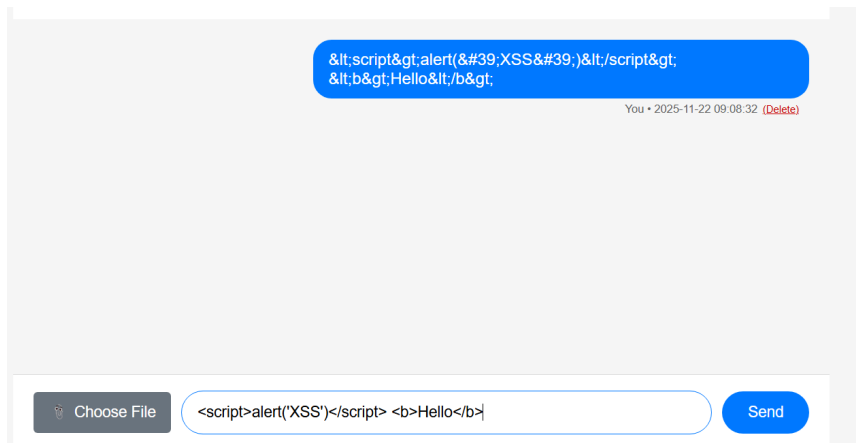 &lt;script&gt;alert(&#39;XSS&#39;)&lt;/script&gt;
&lt;b&gt;Hello&lt;/b&gt;
You • 2025-11-22 09:08:32 (Delete)
Choose File
<script>alert('XSS')</script> <b>Hello</b>
Send